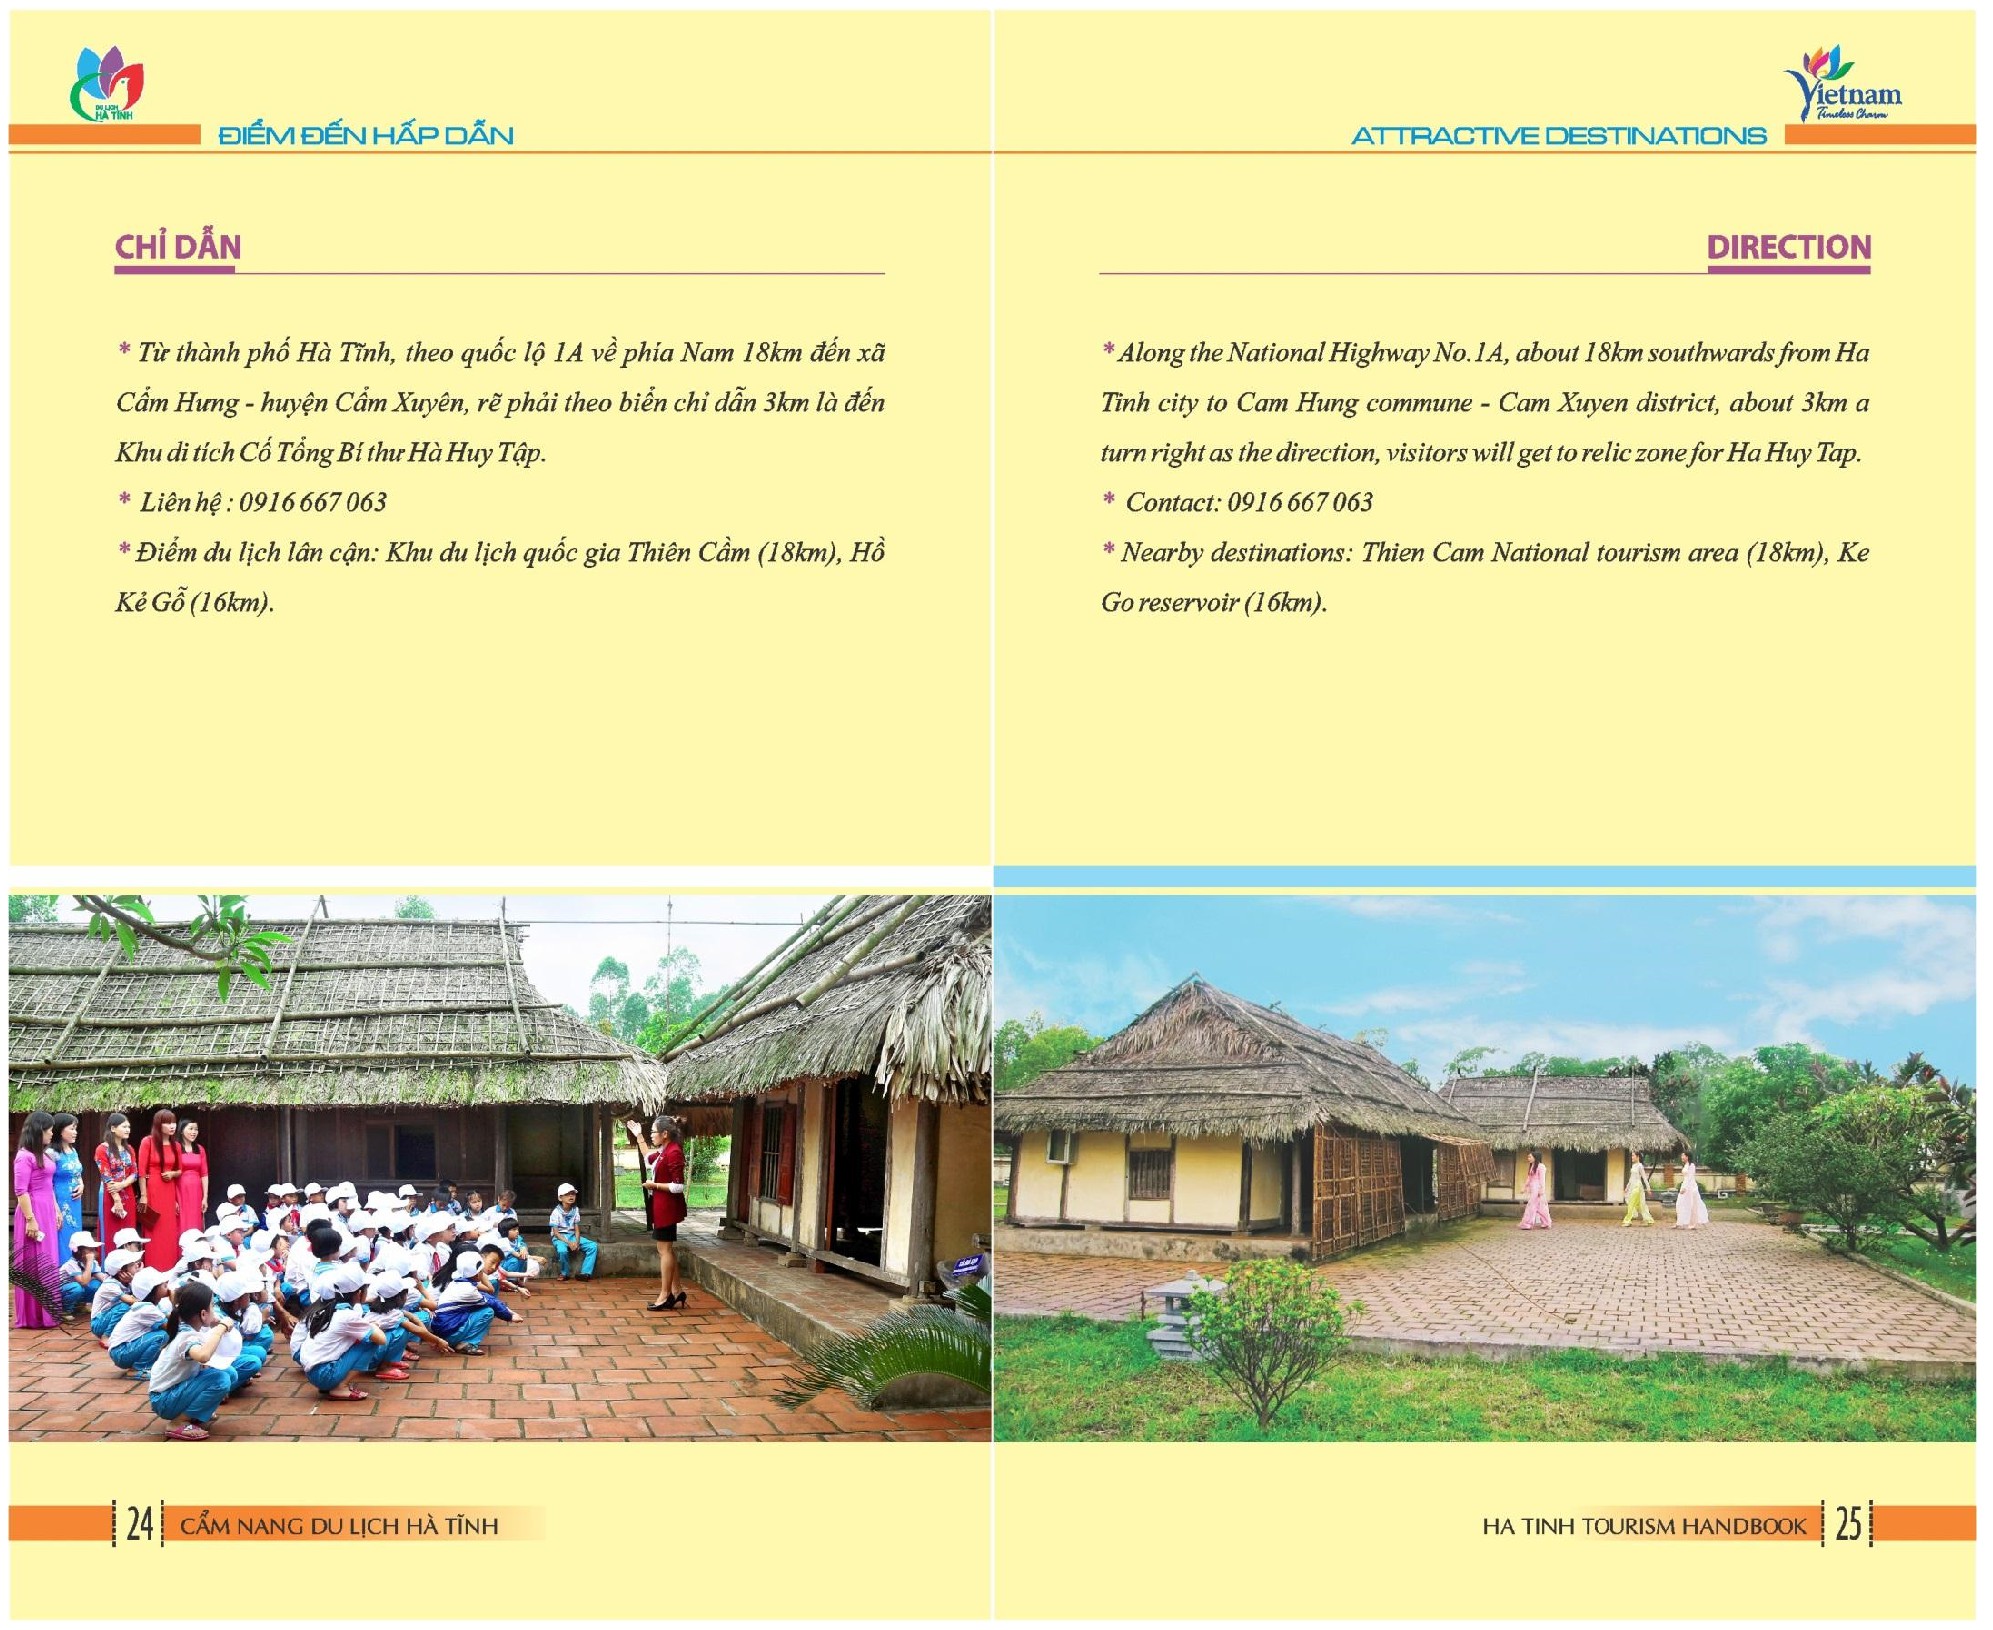 DU LỊCH
HÀ TĨNH
ĐIỂM ĐẾN HẤP DẪN
CHỈ DẪN
* Từ thành phố Hà Tĩnh, theo quốc lộ 1A về phía Nam 18km đến xã
Cẩm Hưng - huyện Cẩm Xuyên, rẽ phải theo biển chỉ dẫn 3km là đến
Khu di tích Cố Tổng Bí thư Hà Huy Tập.
* Liên hệ : 0916 667 063
* Điểm du lịch lân cận: Khu du lịch quốc gia Thiên Cầm (18km), Hồ
Kẻ Gỗ (16km).
24
CẨM NANG DU LỊCH HÀ TĨNH
Vietnam
Timeless Charm
ATTRACTIVE DESTINATIONS
DIRECTION
* Along the National Highway No.1A, about 18km southwards from Ha
Tinh city to Cam Hung commune - Cam Xuyen district, about 3km a
turn right as the direction, visitors will get to relic zone for Ha Huy Tap.
* Contact: 0916 667 063
* Nearby destinations: Thien Cam National tourism area (18km), Ke
Go reservoir (16km).
HA TINH TOURISM HANDBOOK
25